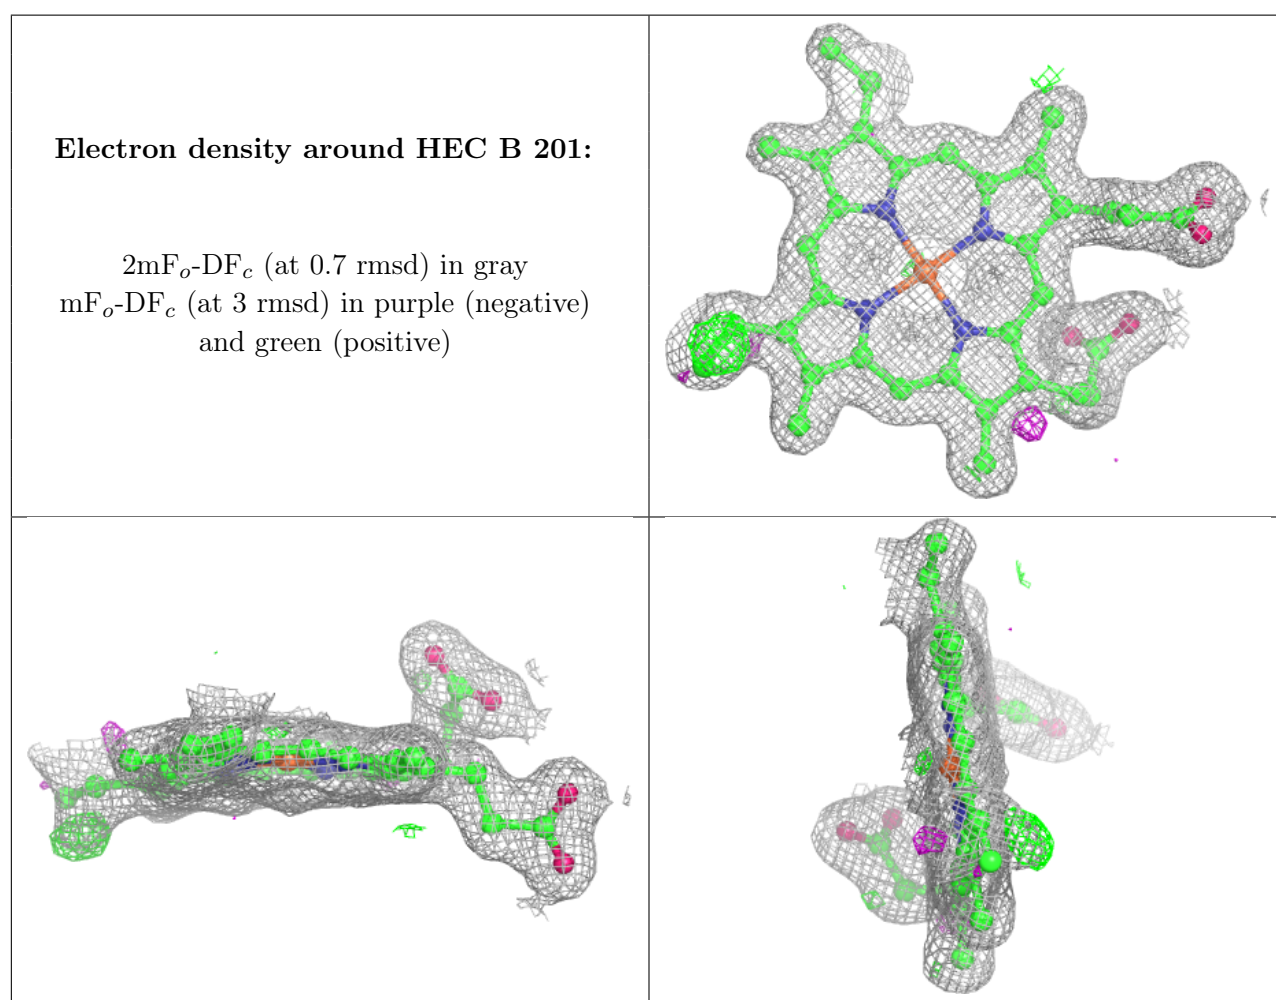 Electron density around HEC B 201:
2mFo-DFc (at 0.7 rmsd) in gray
mFo-DFc (at 3 rmsd) in purple (negative)
and green (positive)